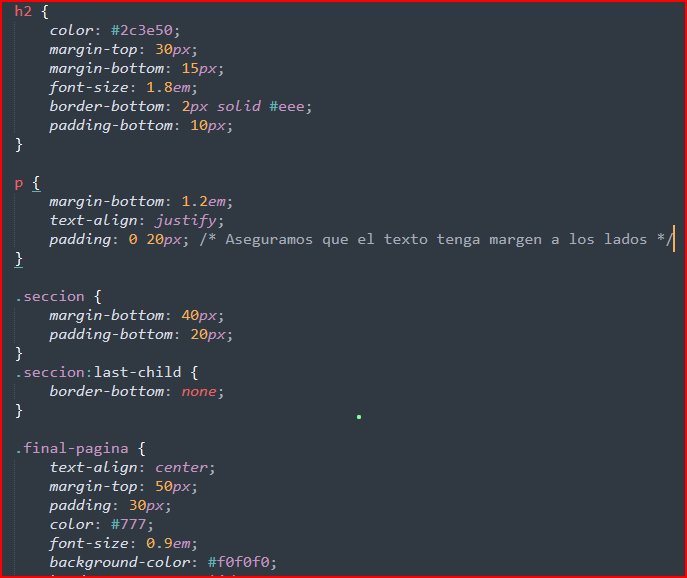 h2 {
color: #2c3e50;
margin-top: 30px;
margin-bottom: 15px;
font-size: 1.8em;
border-bottom: 2px solid #eee;
padding-bottom: 10px;
}
p {
margin-bottom: 1.2em;
text-align: justify;
padding: 0 20px; /* Aseguramos que el texto tenga margen a los lados */
}
.seccion {
margin-bottom: 40px;
padding-bottom: 20px;
}
.seccion:last-child {
border-bottom: none;
}
.final-pagina {
text-align: center;
margin-top: 50px;
padding: 30px;
color: #777;
font-size: 0.9em;
background-color: #f0f0f0;